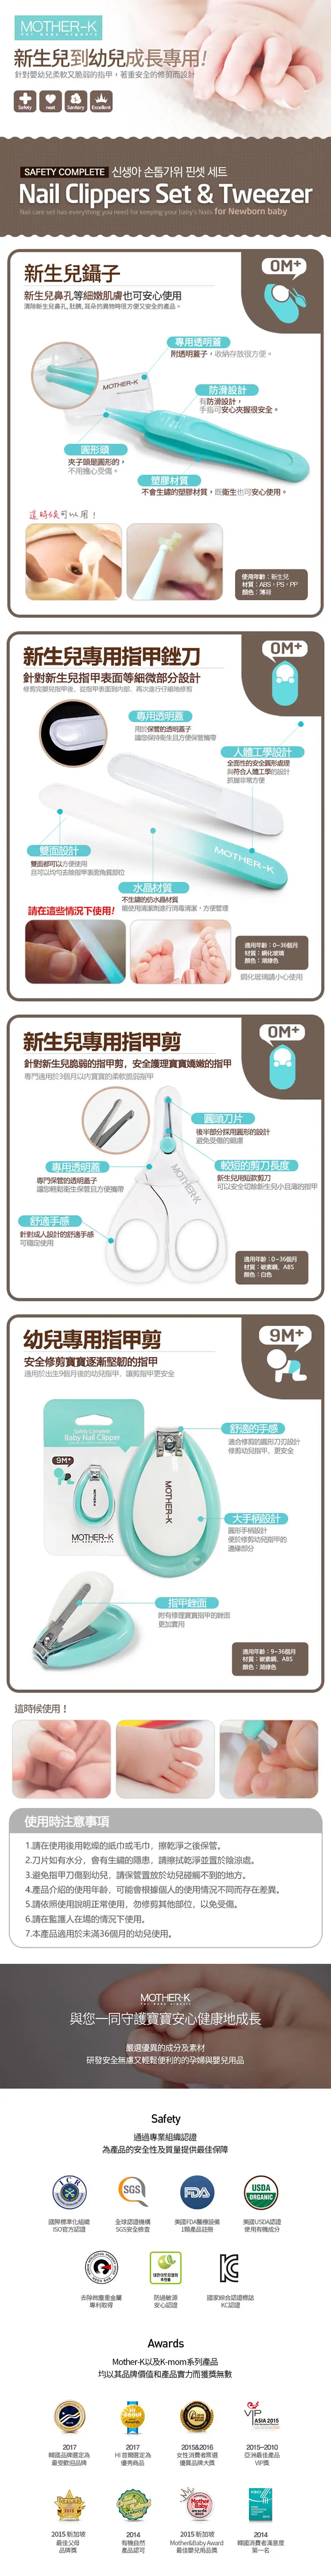 MOTHER-K
For baby organic
新生兒到幼兒成長專用!
針對嬰幼兒柔軟又脆弱的指甲，著重安全的修剪而設計
Safety
neat
Sanitary
Excellent
SAFETY COMPLETE 신생아 손톱가위 핀셋 세트
Nail Clippers Set & Tweezer
Nail care set has everything you need for keeping your baby's Nails for Newborn baby
0M+
新生兒鑷子
新生兒鼻孔等細嫩肌膚也可安心使用
清除新生兒鼻孔, 肚臍, 耳朵的異物時很方便又安全的產品。
專用透明蓋
附透明蓋子，收納存放很方便。
MOTHER-K
防滑設計
有防滑設計，
手指可安心夾握很安全。
圓形頭
夾子頭是圓形的，
不用擔心受傷。
塑膠材質
不會生鏽的塑膠材質，既衛生也可安心使用。
這時候可以用！
使用年齡：新生兒
材質：ABS，PS，PP
顏色：薄荷
0M+
新生兒專用指甲銼刀
針對新生兒指甲表面等細微部分設計
修剪完嬰兒指甲後，從指甲表面到內部，再次進行仔細地修剪
專用透明蓋
用於保管的透明蓋子
讓您保持衛生且方便保管攜帶
人體工學設計
全面性的安全圓形處理
與符合人體工學的設計
抓握非常方便
雙面設計
雙面都可以方便使用
且可以均勻去除指甲表面角質部位
MOTHER-K
水晶材質
不生鏽的仿水晶材質
能使用清潔劑進行消毒清潔，方便管理
請在這些情況下使用!
適用年齡：0~36個月
材質：鋼化玻璃
顏色：湖綠色
鋼化玻璃請小心使用
0M+
新生兒專用指甲剪
針對新生兒脆弱的指甲剪，安全護理寶寶嬌嫩的指甲
專門適用於3個月以內寶寶的柔軟脆弱指甲
圓頭刀片
後半部分採用圓形的設計
避免受傷的顧慮
專用透明蓋
專門保管的透明蓋子
讓您輕鬆衛生保管且方便攜帶
MOTHER-K
較短的剪刀長度
新生兒用短款剪刀
可以安全切除新生兒小且薄的指甲
舒適手感
針對成人設計的舒適手感
可穩定使用
適用年齡：0~36個月
材質：碳素鋼、ABS
顏色：白色
9M+
幼兒專用指甲剪
安全修剪寶寶逐漸堅韌的指甲
適用於出生9個月後的幼兒指甲，讓剪指甲更安全
Safety Complete
Baby Nail Clipper
9M+
MOTHER-K
For baby organic
MOTHER-K
舒適的手感
適合修剪的圓形刀刃設計
修剪幼兒指甲，更安全
大手柄設計
圓形手柄設計
便於修剪幼兒指甲的
邊緣部分
指甲銼面
附有修理寶寶指甲的銼面
更加實用
適用年齡：9~36個月
材質：碳素鋼、ABS
顏色：湖綠色
這時候使用！
使用時注意事項
1.請在使用後用乾燥的紙巾或毛巾，擦乾淨之後保管。
2.刀片如有水分，會有生鏽的隱患，請擦拭乾淨並置於陰涼處。
3.避免指甲刀傷到幼兒，請保管置放於幼兒碰觸不到的地方。
4.產品介紹的使用年齡，可能會根據個人的使用情況不同而存在差異。
5.請依照使用說明正常使用，勿修剪其他部位，以免受傷。
6.請在監護人在場的情況下使用。
7.本產品適用於未滿36個月的幼兒使用。
MOTHER-K
For baby organic
與您一同守護寶寶安心健康地成長
嚴選優異的成分及素材
研發安全無慮又輕鬆便利的的孕婦與嬰兒用品
Safety
通過專業組織認證
為產品的安全性及質量提供最佳保障
ICR
SGS
FDA
USDA
ORGANIC
國際標準化組織
ISO官方認證
全球認證機構
SGS安全檢查
美國FDA醫療設備
1類產品註冊
美國USDA認證
使用有機成分
去除微塵重金屬
專利取得
防過敏源
安心認證
國家綜合認證標誌
KC認證
Awards
Mother-K以及K-mom系列產品
均以其品牌價值和產品實力而獲獎無數
VIP
ASIA 2015
2017
韓國品牌選定為
最受歡迎品牌
2017
HI 首爾選定為
優秀商品
2015&2016
女性消費者票選
優質品牌大獎
2015~2010
亞洲最佳產品
VIP獎
2015 新加坡
最佳父母
品牌獎
2014
有機自然
產品認可
2015 新加坡
Mother&Baby Award
最佳嬰兒用品獎
2014
韓國消費者滿意度
第一名